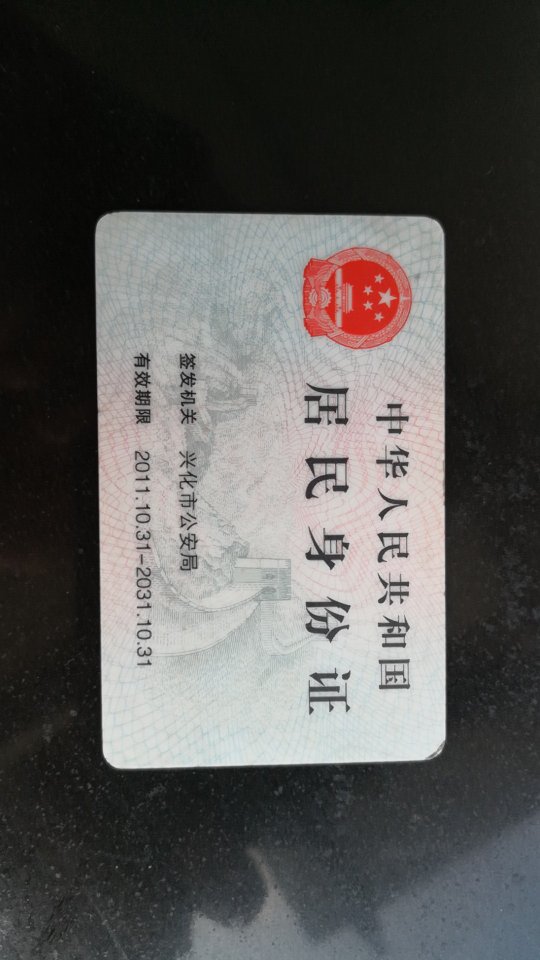 中华人民共和国
居民身份证
签发机关 兴化市公安局
有效期限 2011.10.31-2031.10.31